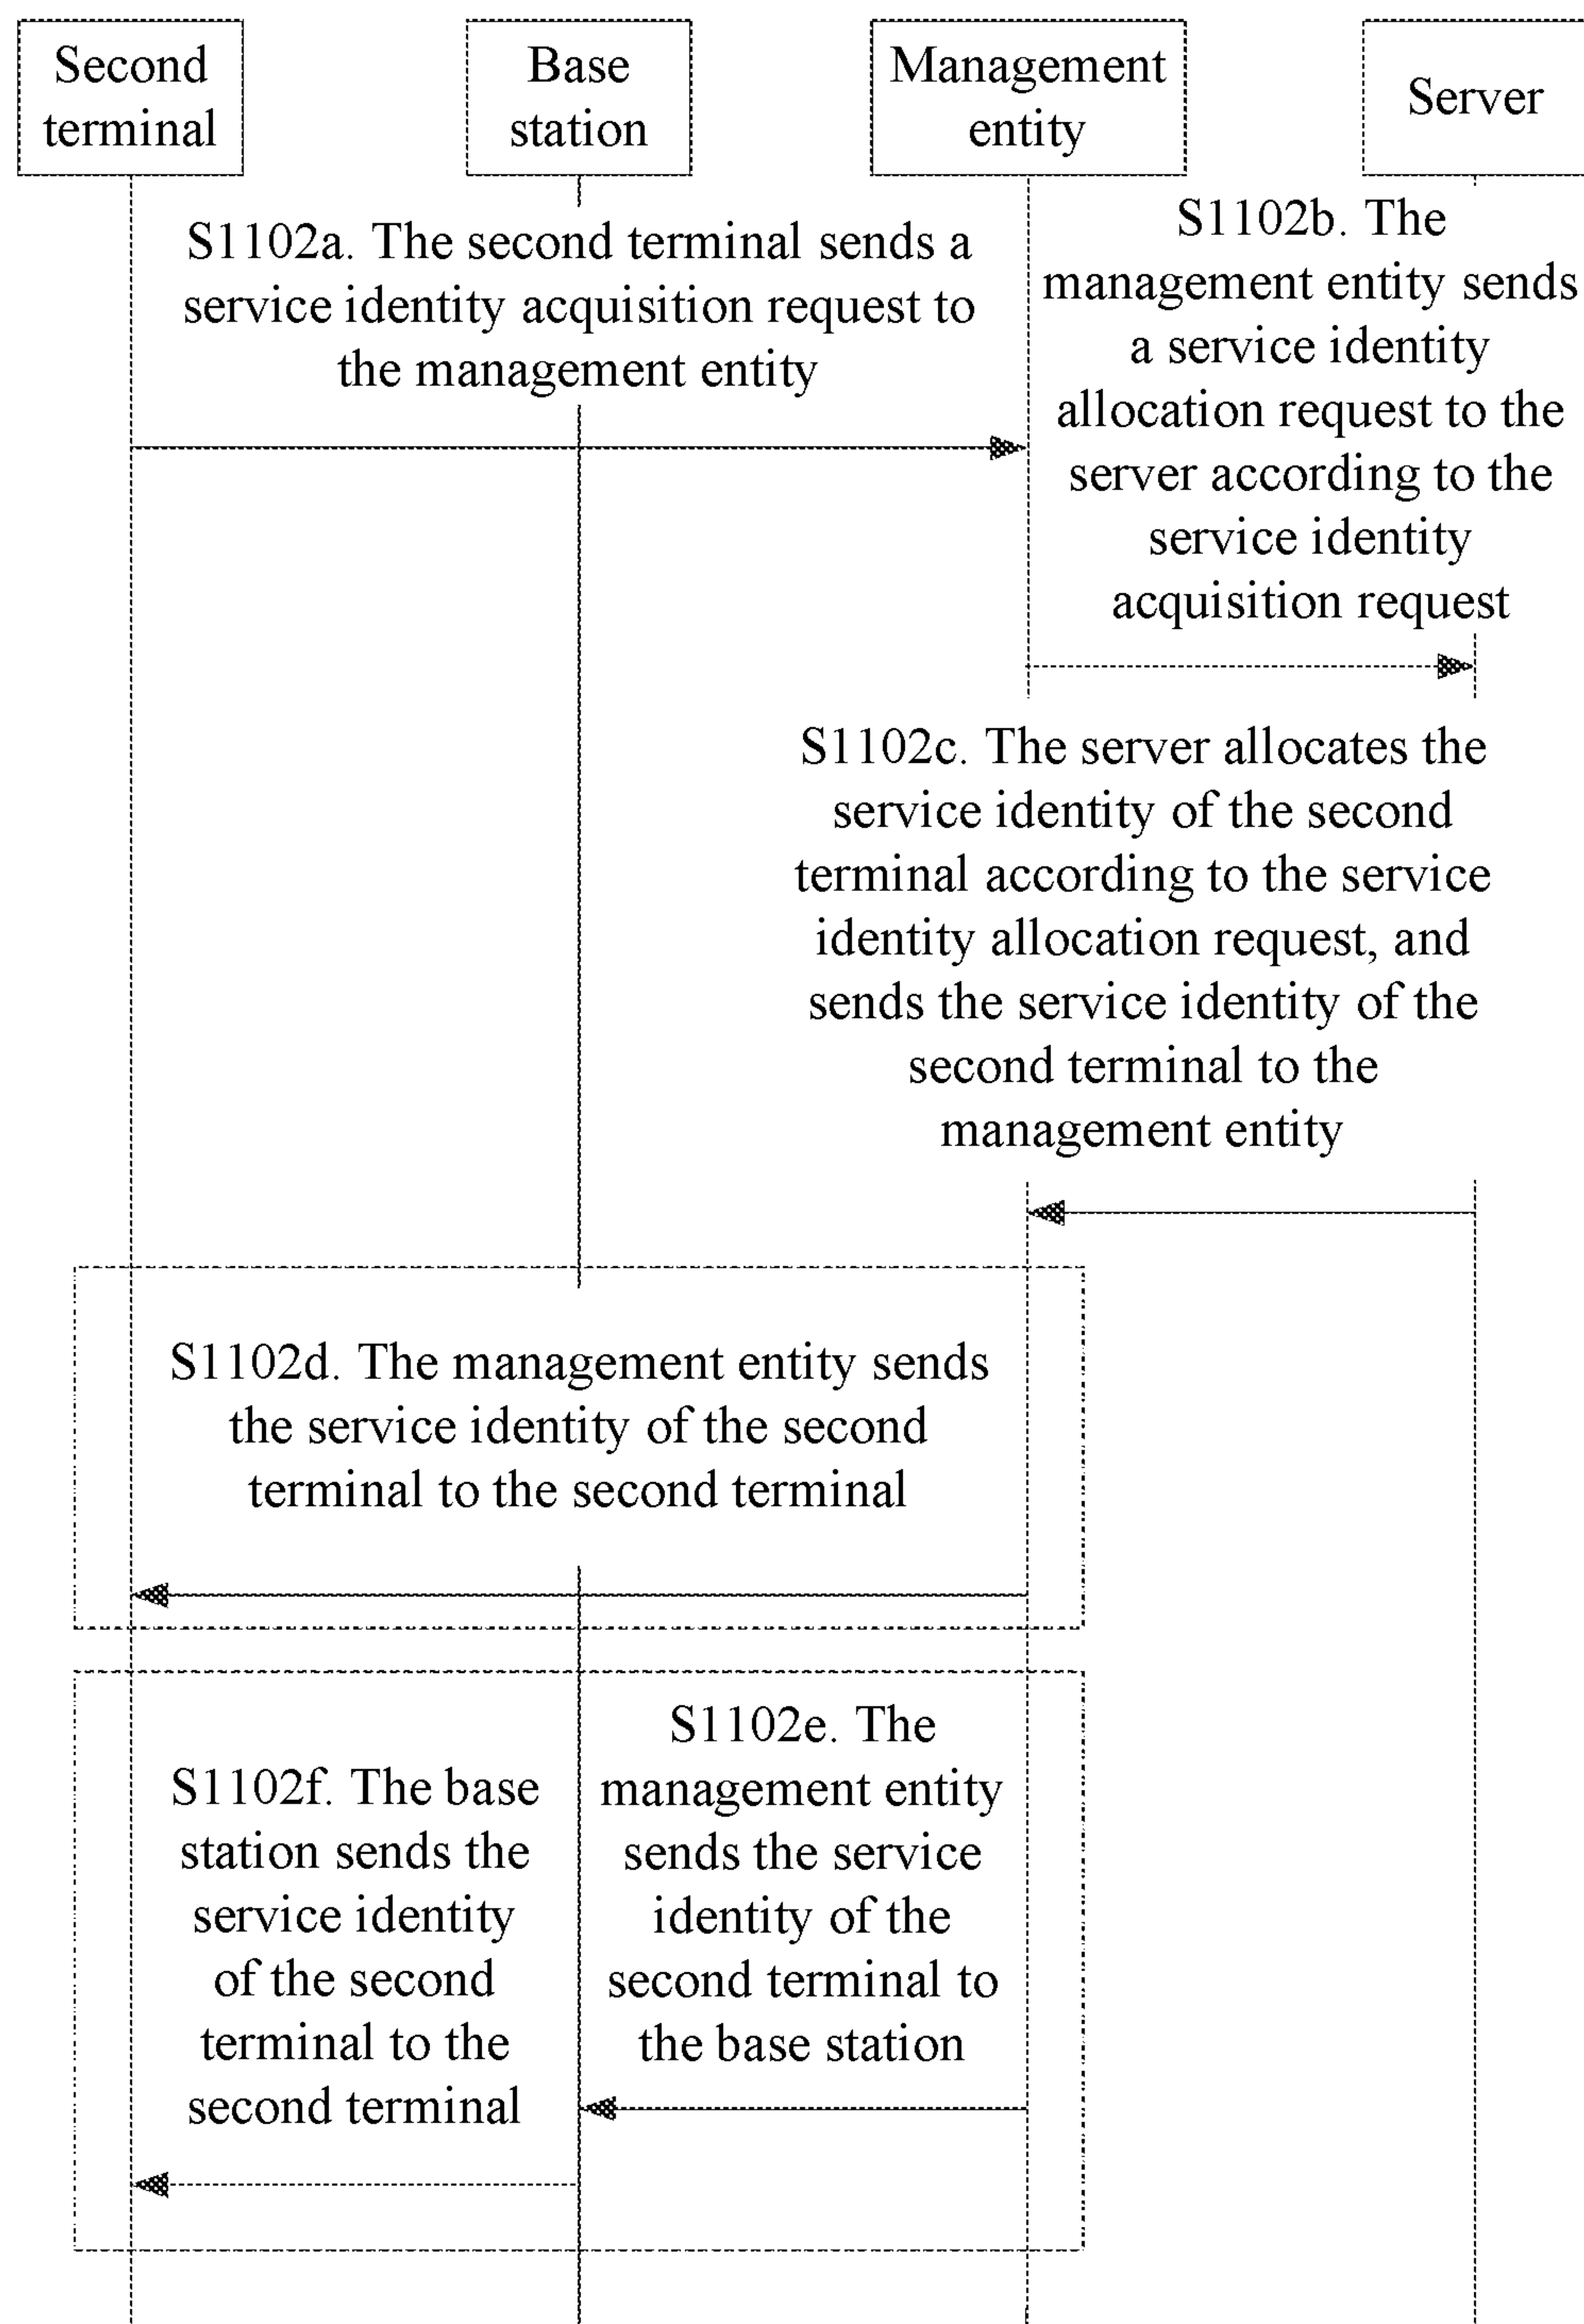 Second
terminal
Base
station
Management
entity
Server
S1102a. The second terminal sends a
service identity acquisition request to
the management entity
S1102b. The
management entity sends
a service identity
allocation request to the
server according to the
service identity
acquisition request
S1102c. The server allocates the
service identity of the second
terminal according to the service
identity allocation request, and
sends the service identity of the
second terminal to the
management entity
S1102d. The management entity sends
the service identity of the second
terminal to the second terminal
S1102e. The
management entity
sends the service
identity of the
second terminal to
the base station
S1102f. The base
station sends the
service identity
of the second
terminal to the
second terminal